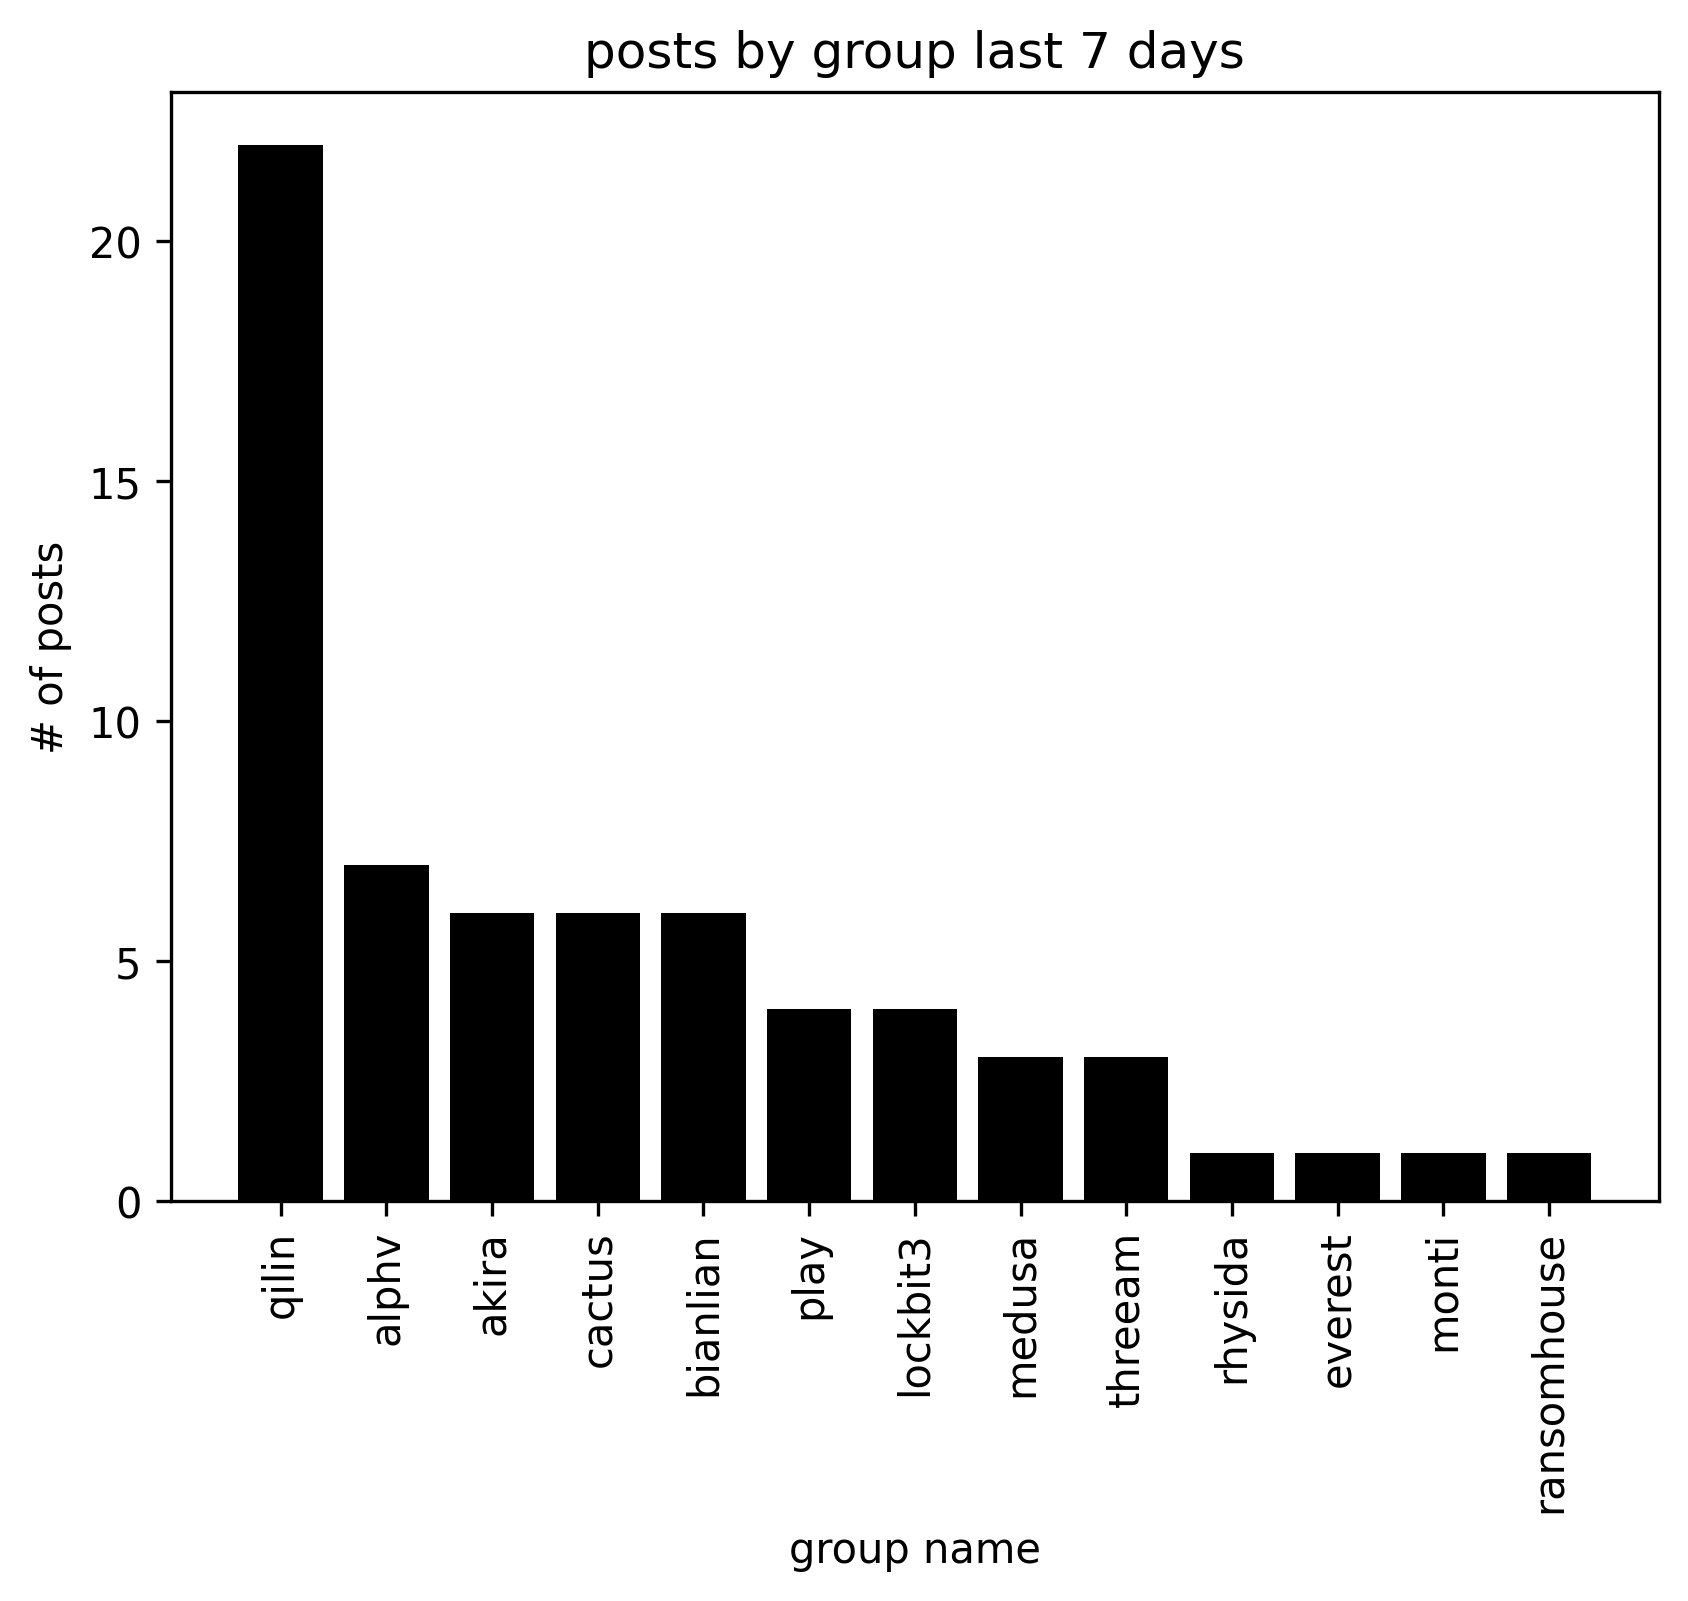 posts by group last 7 days
# of posts
20
15
10
5
0
qilin
alphv
akira
cactus
bianlian
play
lockbit3
medusa
threeam
rhysida
everest
monti
ransomhouse
group name